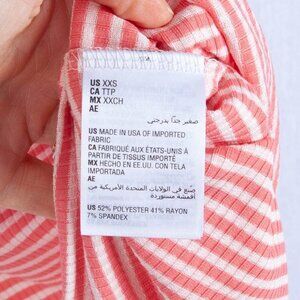 US XXS
CA TTP
MX XXCH
AE
صغير جدًا بدرجتين
US MADE IN USA OF IMPORTED
FABRIC
CA FABRIQUÉ AUX ÉTATS-UNIS À
PARTIR DE TISSUS IMPORTÉ
MX HECHO EN EE.UU. CON TELA
IMPORTADA
AE
صُنع في الولايات المتحدة الأمريكية من
أقمشة مستوردة
US 52% POLYESTER 41% RAYON
7% SPANDEX